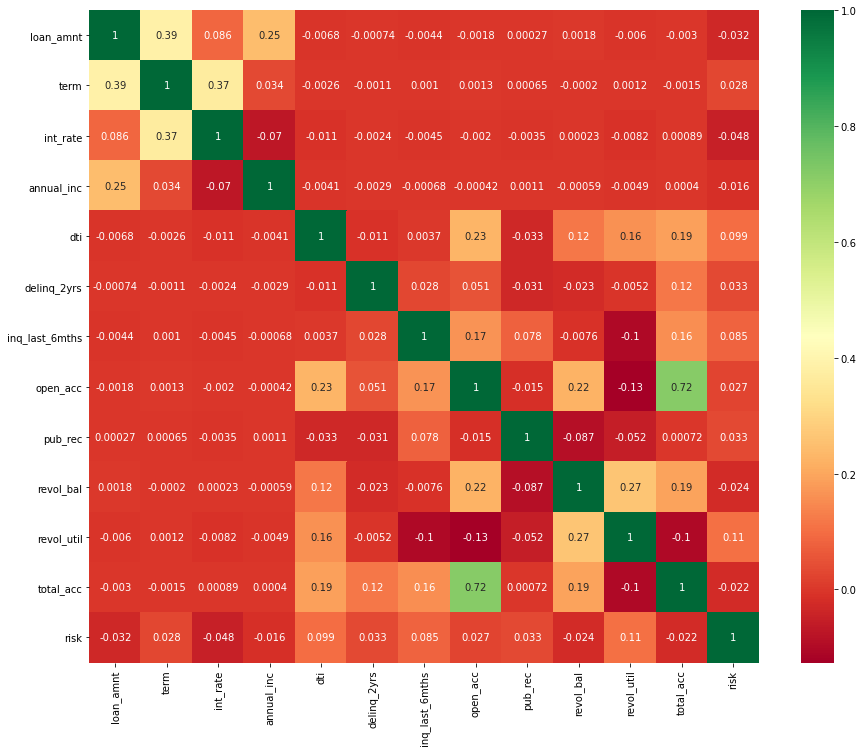 loan_amnt 1 0.39 0.086 0.25 -0.0068 -0.00074 -0.0044 -0.0018 0.00027 0.0018 -0.006 -0.003 -0.032
term 0.39 1 0.37 0.034 -0.0026 -0.0011 0.001 0.0013 0.00065 -0.0002 0.0012 -0.0015 0.028
int_rate 0.086 0.37 1 -0.07 -0.011 -0.0024 -0.0045 -0.002 -0.0035 0.00023 -0.0082 0.00089 -0.048
annual_inc 0.25 0.034 -0.07 1 -0.0041 -0.0029 -0.00068 -0.00042 0.0011 -0.00059 -0.0049 0.0004 -0.016
dti -0.0068 -0.0026 -0.011 -0.0041 1 -0.011 0.0037 0.23 -0.033 0.12 0.16 0.19 0.099
delinq_2yrs -0.00074 -0.0011 -0.0024 -0.0029 -0.011 1 0.028 0.051 -0.031 -0.023 -0.0052 0.12 0.033
inq_last_6mths -0.0044 0.001 -0.0045 -0.00068 0.0037 0.028 1 0.17 0.078 -0.0076 -0.1 0.16 0.085
open_acc -0.0018 0.0013 -0.002 -0.00042 0.23 0.051 0.17 1 -0.015 0.22 -0.13 0.72 0.027
pub_rec 0.00027 0.00065 -0.0035 0.0011 -0.033 -0.031 0.078 -0.015 1 -0.087 -0.052 0.00072 0.033
revol_bal 0.0018 -0.0002 0.00023 -0.00059 0.12 -0.023 -0.0076 0.22 -0.087 1 0.27 0.19 -0.024
revol_util -0.006 0.0012 -0.0082 -0.0049 0.16 -0.0052 -0.1 -0.13 -0.052 0.27 1 -0.1 0.11
total_acc -0.003 -0.0015 0.00089 0.0004 0.19 0.12 0.16 0.72 0.00072 0.19 -0.1 1 -0.022
risk -0.032 0.028 -0.048 -0.016 0.099 0.033 0.085 0.027 0.033 -0.024 0.11 -0.022 1
loan_amnt term int_rate annual_inc dti delinq_2yrs inq_last_6mths open_acc pub_rec revol_bal revol_util total_acc risk
1.0
0.8
0.6
0.4
0.2
0.0